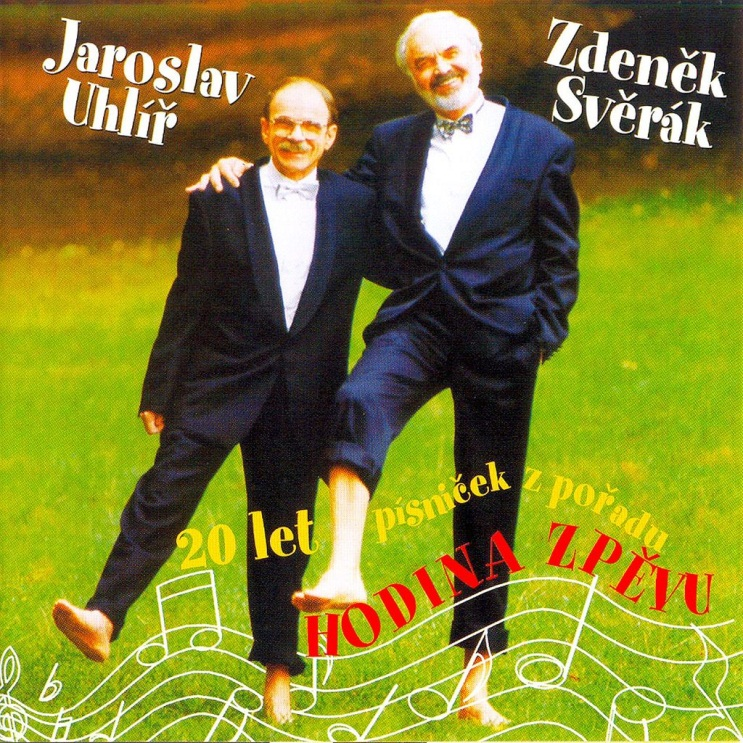 Jaroslav
Uhlíř
Zdeněk
Svěrák
20 let písniček z pořadu
HODINA ZPĚVU